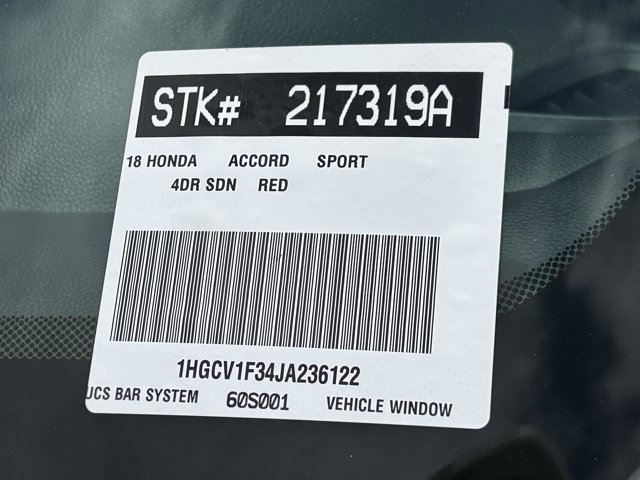 STK# 217319A
18 HONDA ACCORD SPORT
4DR SDN RED
1HGCV1F34JA236122
UCS BAR SYSTEM 60S001 VEHICLE WINDOW